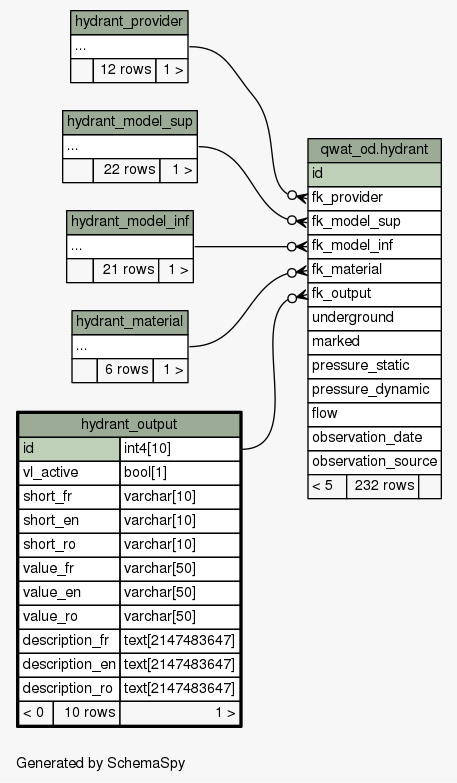 hydrant_provider
...
12 rows 1 >
hydrant_model_sup
...
22 rows 1 >
hydrant_model_inf
...
21 rows 1 >
hydrant_material
...
6 rows 1 >
hydrant_output
id int4[10]
vl_active bool[1]
short_fr varchar[10]
short_en varchar[10]
short_ro varchar[10]
value_fr varchar[50]
value_en varchar[50]
value_ro varchar[50]
description_fr text[2147483647]
description_en text[2147483647]
description_ro text[2147483647]
< 0 10 rows 1 >
qwat_od.hydrant
id
fk_provider
fk_model_sup
fk_model_inf
fk_material
fk_output
underground
marked
pressure_static
pressure_dynamic
flow
observation_date
observation_source
< 5 232 rows
Generated by SchemaSpy